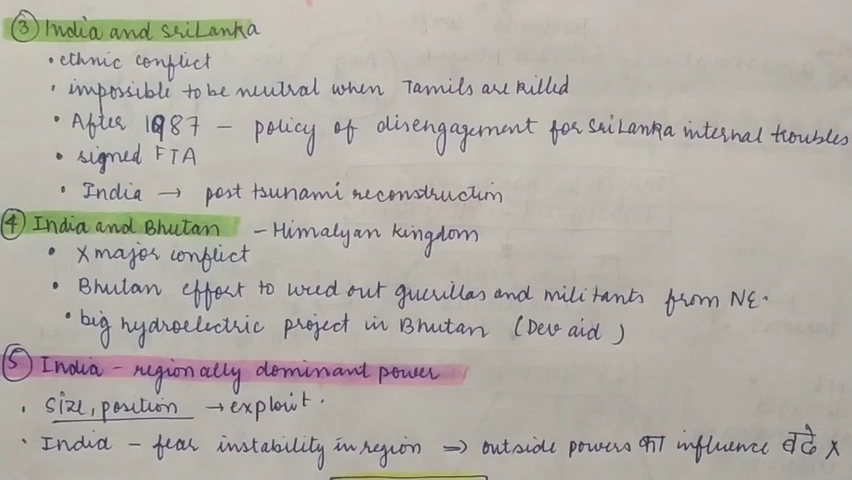 ③ India and SriLanka
• ethnic conflict
• impossible to be neutral when Tamils are killed
• After 1987 – policy of disengagement for SriLanka internal troubles
• signed FTA
• India → post tsunami reconstruction
④ India and Bhutan – Himalyan kingdom
• X major conflict
• Bhutan effort to weed out guerillas and militants from NE.
• big hydroelectric project in Bhutan (Dev aid)
⑤ India – regionally dominant power
• size, position → exploit.
• India – fear instability in region ⇒ outside powers का influence बढे X